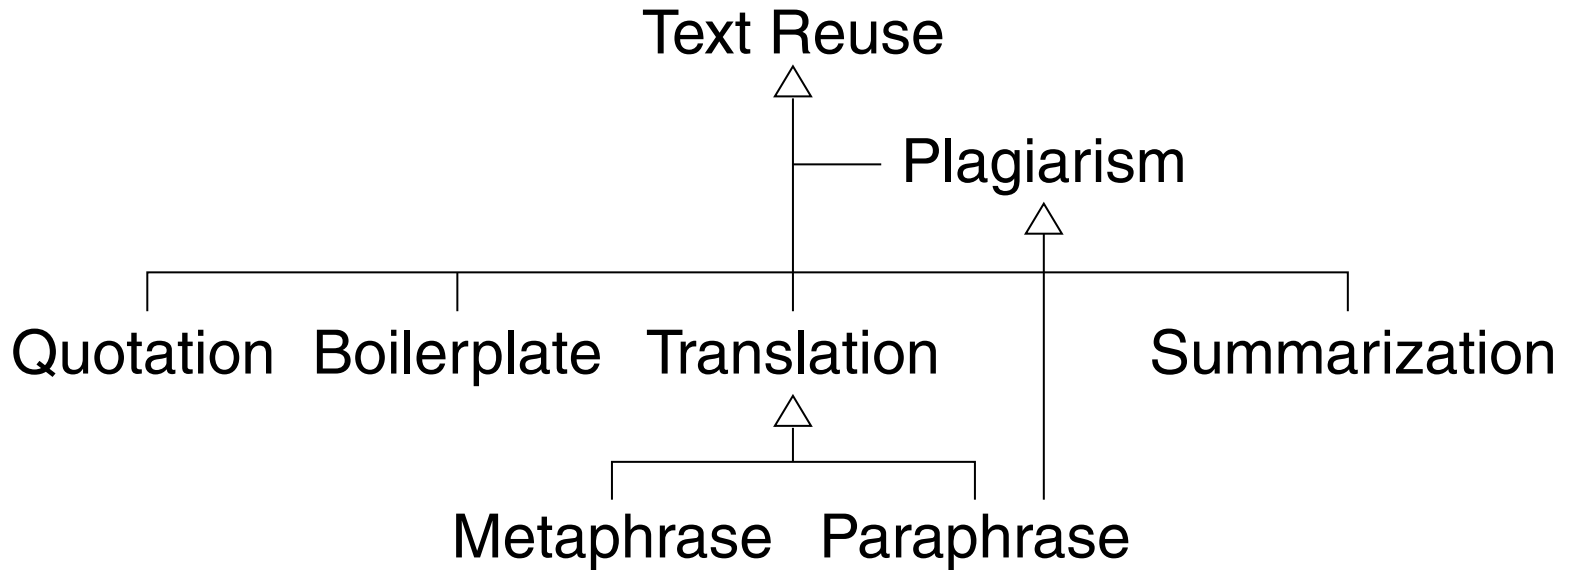 Text Reuse
Plagiarism
Quotation Boilerplate Translation Summarization
Metaphrase Paraphrase